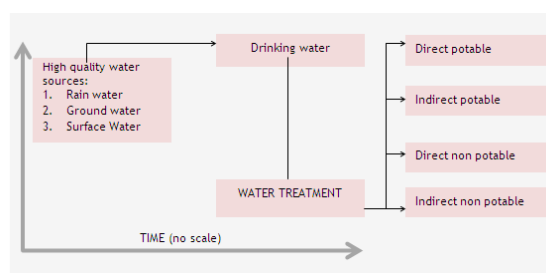 High quality water
sources:
1. Rain water
2. Ground water
3. Surface Water
Drinking water
WATER TREATMENT
Direct potable
Indirect potable
Direct non potable
Indirect non potable
TIME (no scale)